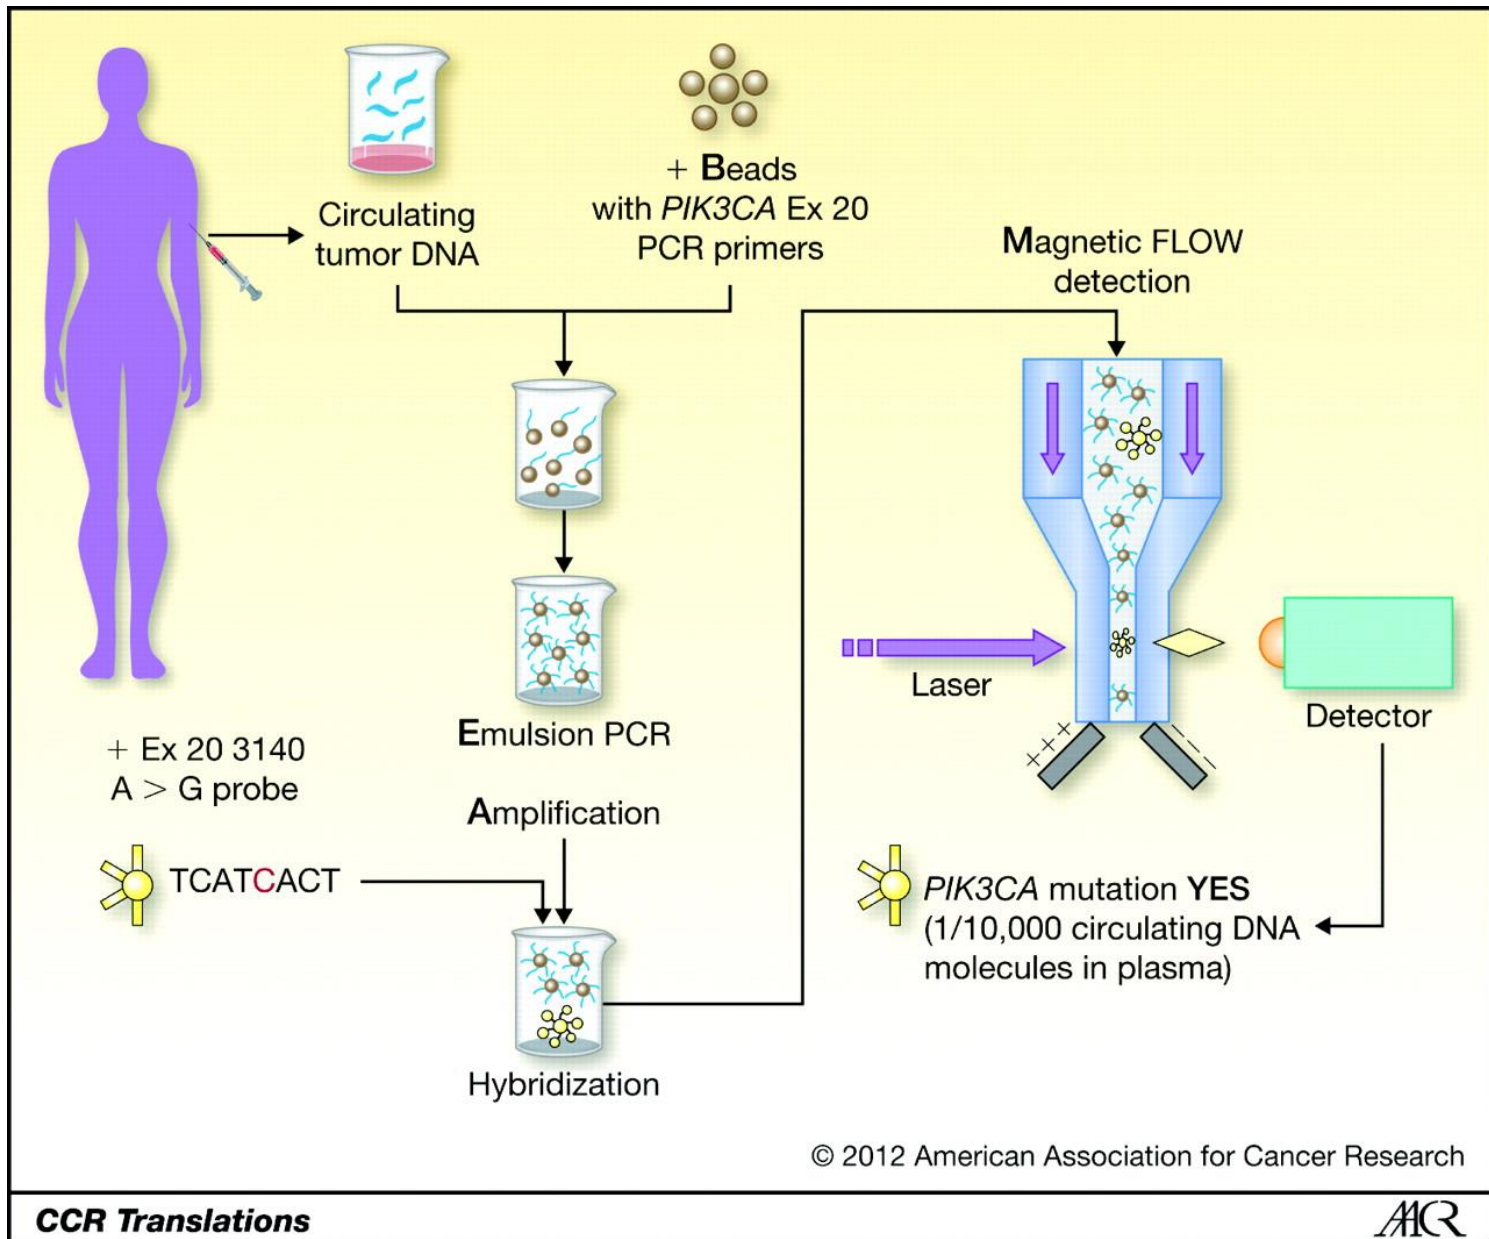 Circulating
tumor DNA
+ Beads
with PIK3CA Ex 20
PCR primers
Magnetic FLOW
detection
Emulsion PCR
Laser
Detector
+ Ex 20 3140
A > G probe
Amplification
TCATCACT
PIK3CA mutation YES
(1/10,000 circulating DNA
molecules in plasma)
+++
Hybridization
© 2012 American Association for Cancer Research
CCR Translations
AACR